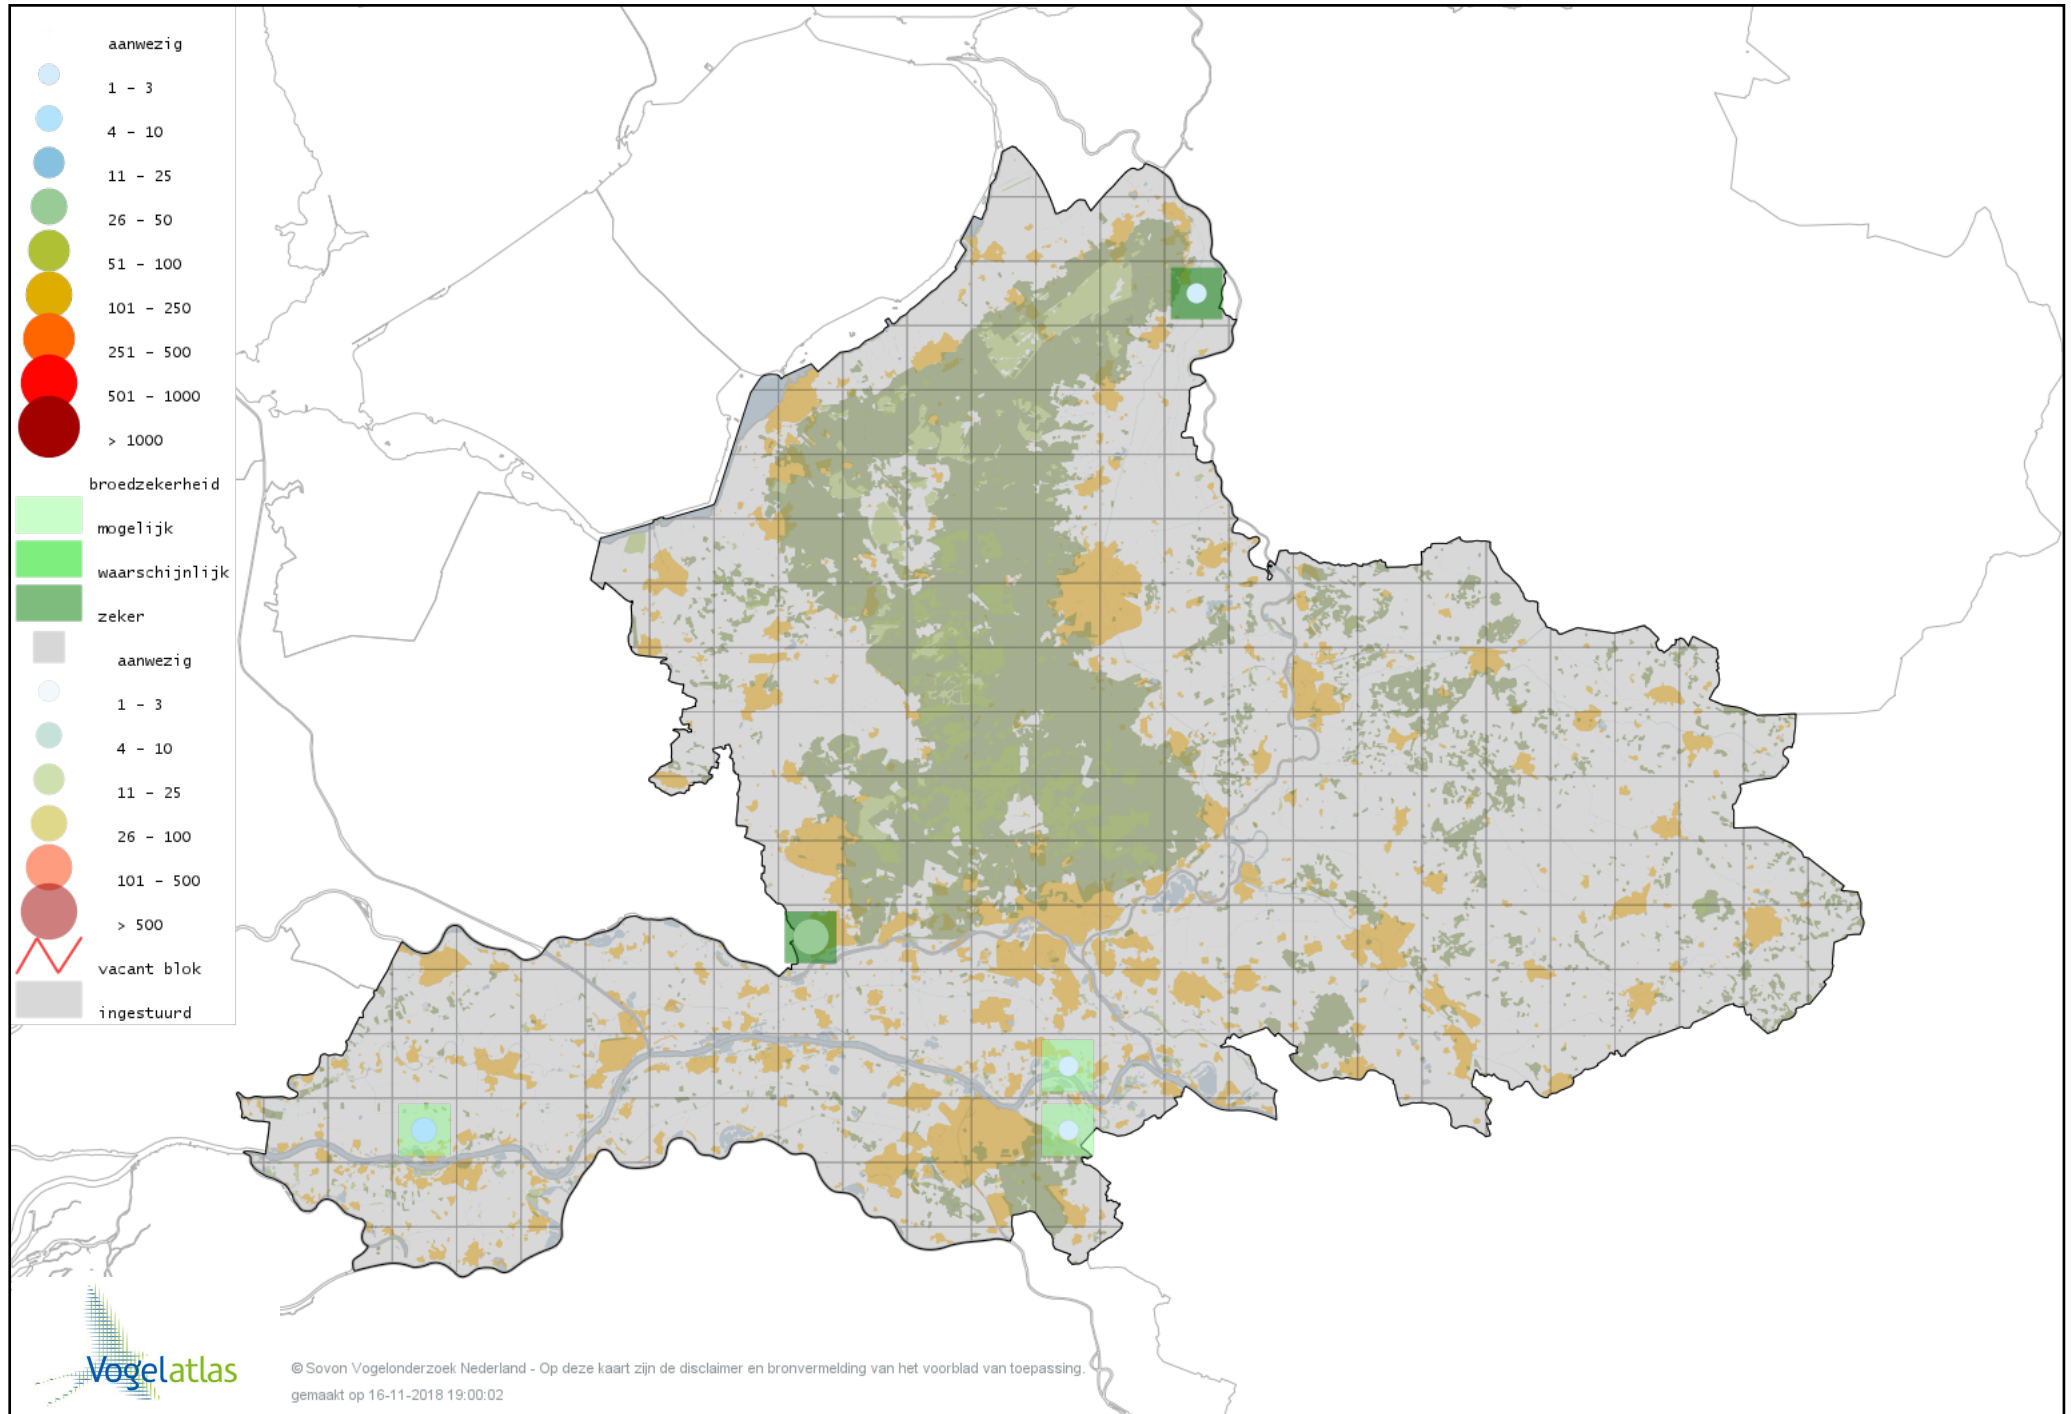 aanwezig
1 - 3
4 - 10
11 - 25
26 - 50
51 - 100
101 - 250
251 - 500
501 - 1000
> 1000
broedzekerheid
mogelijk
waarschijnlijk
zeker
aanwezig
1 - 3
4 - 10
11 - 25
26 - 100
101 - 500
> 500
vacant blok
ingestuurd
Vogelatlas
© Sovon Vogelonderzoek Nederland - Op deze kaart zijn de disclaimer en bronvermelding van het voorblad van toepassing.
gemaakt op 16-11-2018 19:00:02